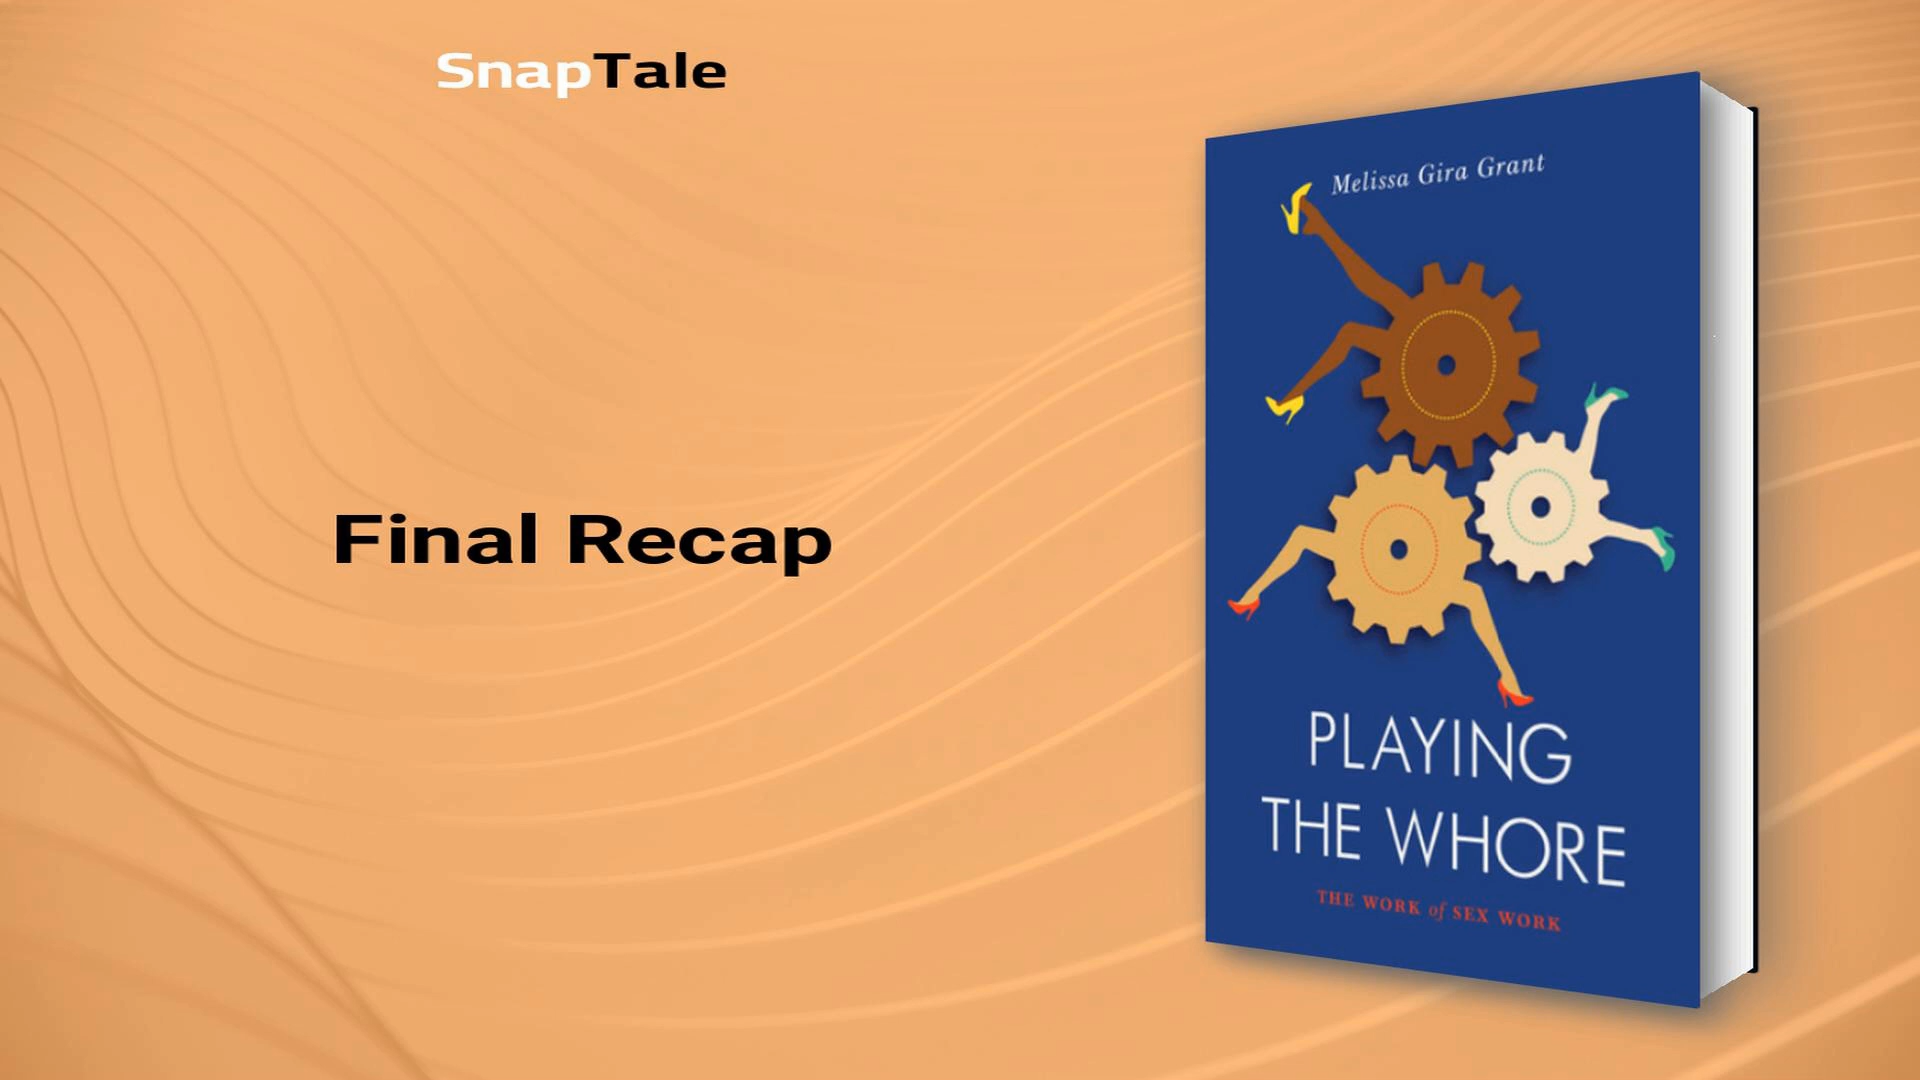 SnapTale
Final Recap
Melissa Gira Grant
PLAYING
THE WHORE
THE WORK of SEX WORK